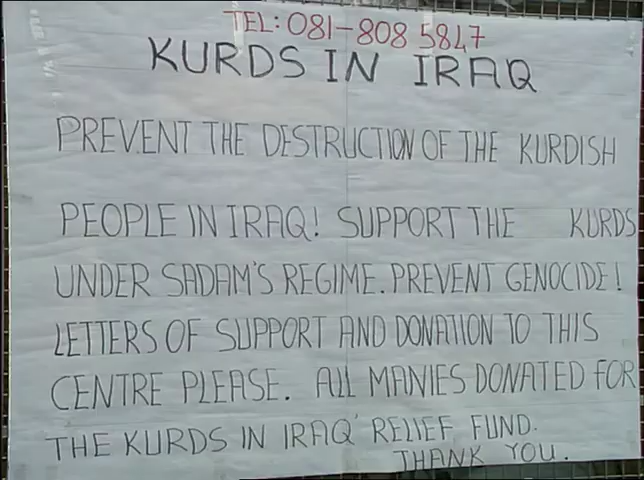 TEL: 081-808 5847
KURDS IN IRAQ
PREVENT THE DESTRUCTION OF THE KURDISH
PEOPLE IN IRAQ! SUPPORT THE KURDS
UNDER SADAM'S REGIME. PREVENT GENOCIDE!
LETTERS OF SUPPORT AND DONATION TO THIS
CENTRE PLEASE. All MANIES DONATED FOR
'THE KURDS IN IRAQ' RELIEF FUND.
THANK YOU.